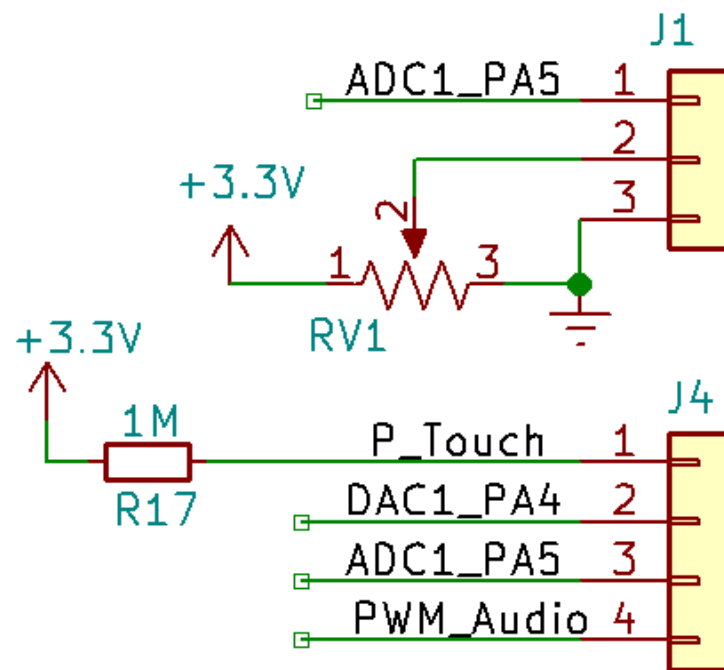 J1
ADC1_PA5 1
2
+3.3V
2
3
1 3
RV1
+3.3V
J4
1M
P_Touch 1
R17
DAC1_PA4 2
ADC1_PA5 3
PWM_Audio 4